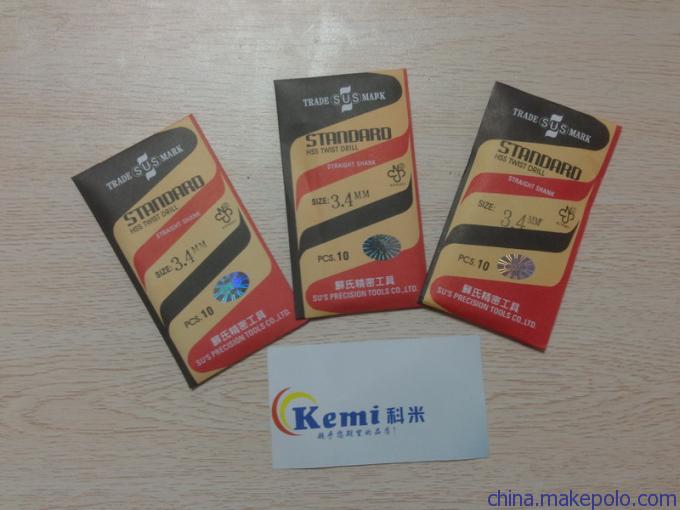 TRADE SUS MARK
STANDARD
HSS TWIST DRILL
STRAIGHT SHANK
SIZE: 3.4MM
PCS. 10
蘇氏精密工具
SU'S PRECISION TOOLS CO.,LTD.
TRADE SUS MARK
STANDARD
HSS TWIST DRILL
STRAIGHT SHANK
SIZE: 3.4MM
PCS. 10
蘇氏精密工具
SU'S PRECISION TOOLS CO.,LTD.
TRADE SUS MARK
STANDARD
HSS TWIST DRILL
STRAIGHT SHANK
SIZE: 3.4MM
PCS. 10
蘇氏精密工具
SU'S PRECISION TOOLS CO.,LTD.
Kemi 科米
china.makepolo.com